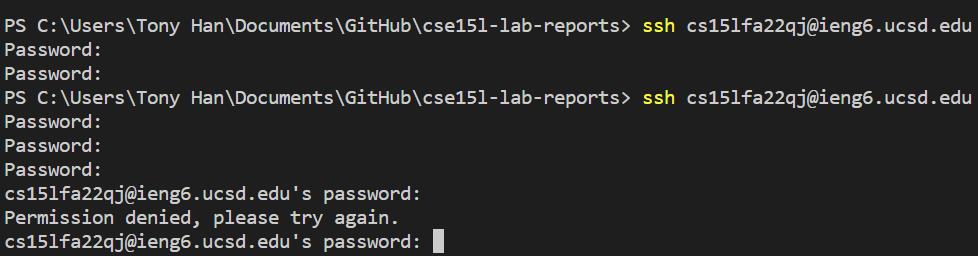 PS C:\Users\Tony Han\Documents\GitHub\cse15l-lab-reports> ssh cs15lfa22qj@ieng6.ucsd.edu
Password:
Password:
PS C:\Users\Tony Han\Documents\GitHub\cse15l-lab-reports> ssh cs15lfa22qj@ieng6.ucsd.edu
Password:
Password:
Password:
cs15lfa22qj@ieng6.ucsd.edu's password:
Permission denied, please try again.
cs15lfa22qj@ieng6.ucsd.edu's password: